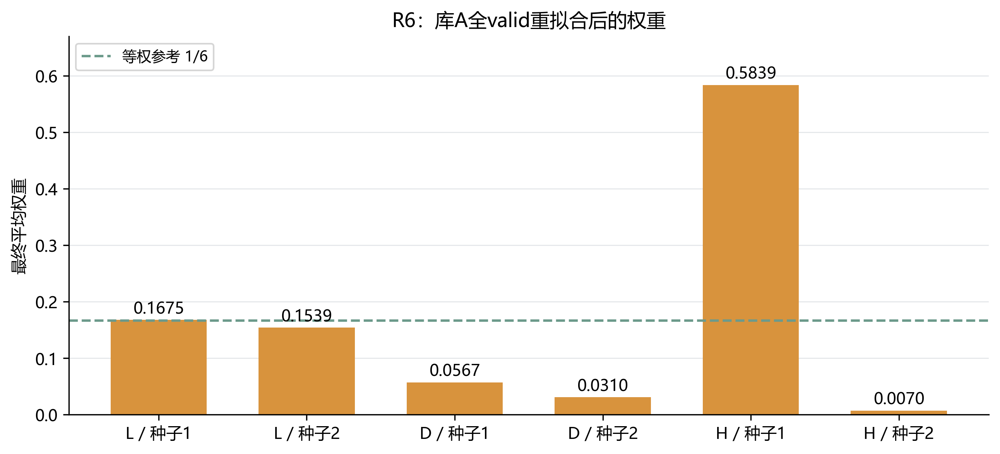 R6：库A全valid重拟合后的权重
等权参考 1/6
最终平均权重
0.6
0.5
0.4
0.3
0.2
0.1
0.0
0.1675
0.1539
0.0567
0.0310
0.5839
0.0070
L / 种子1
L / 种子2
D / 种子1
D / 种子2
H / 种子1
H / 种子2